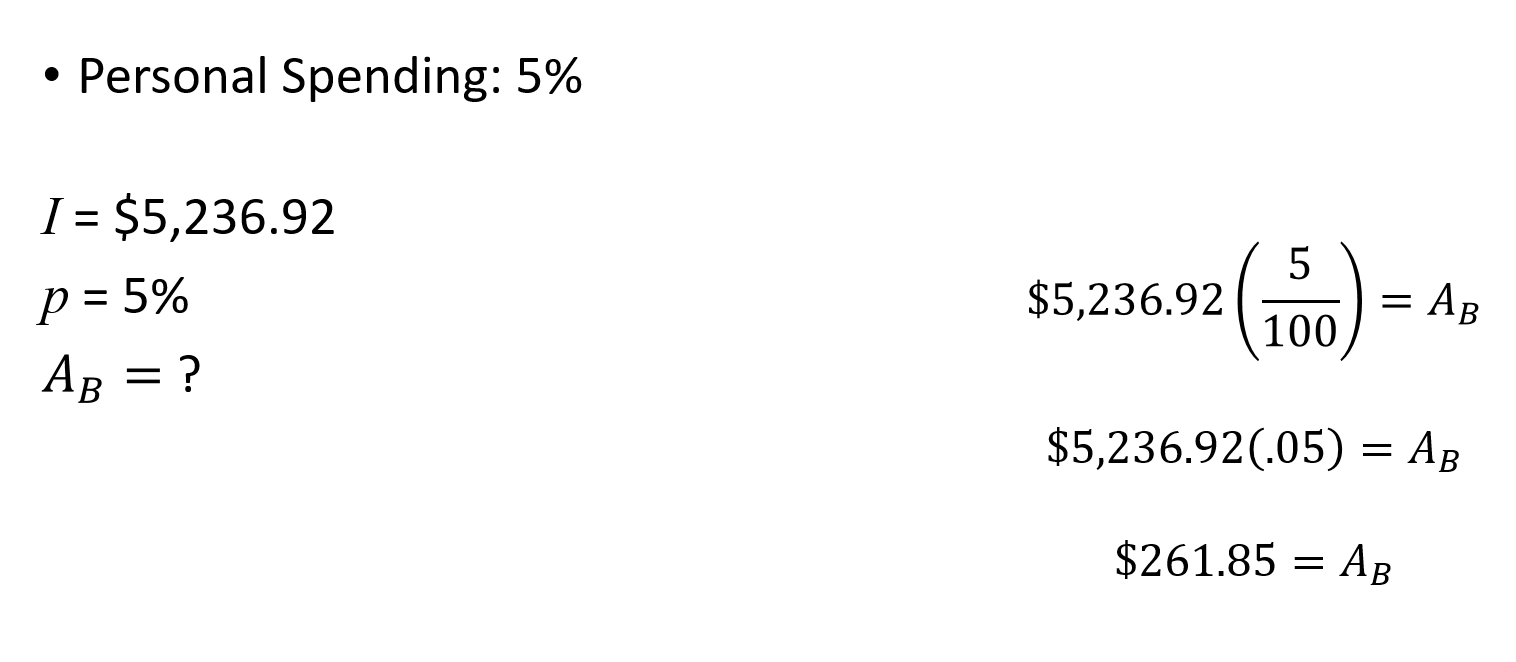 • Personal Spending: 5%
I = $5,236.92
p = 5%
A_B = ?
$5,236.92(5/100) = A_B
$5,236.92(.05) = A_B
$261.85 = A_B